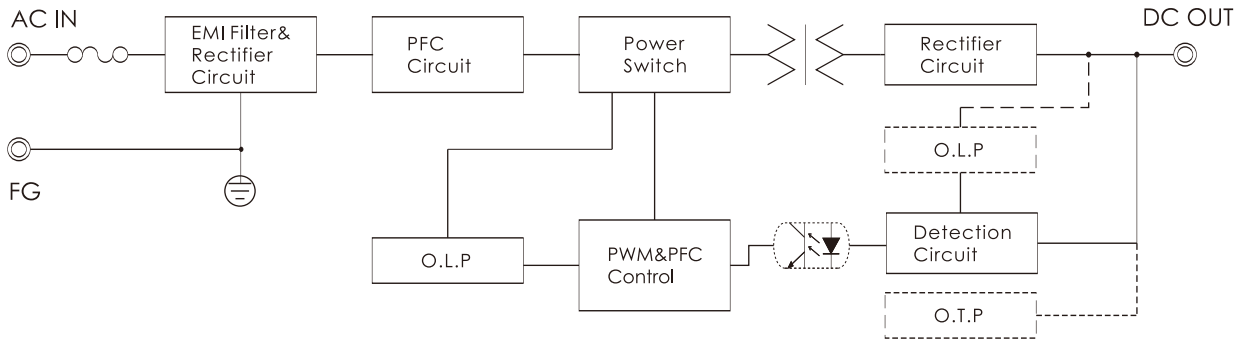 AC IN
EMI Filter&
Rectifier
Circuit
PFC
Circuit
Power
Switch
Rectifier
Circuit
DC OUT
FG
O.L.P
O.L.P
PWM&PFC
Control
Detection
Circuit
O.T.P